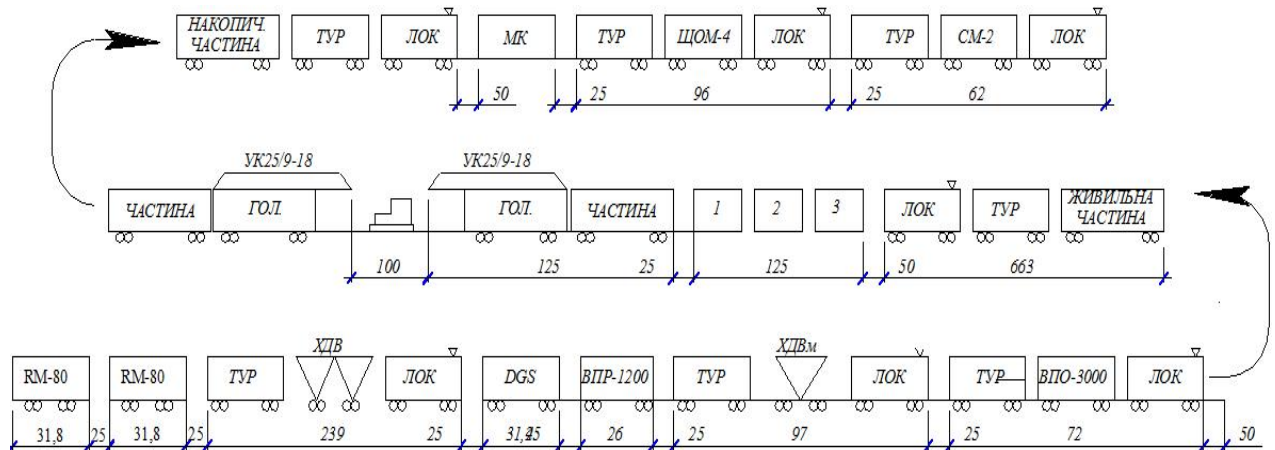 НАКОПИЧ. ЧАСТИНА ТУР ЛОК МК ТУР ЩОМ-4 ЛОК ТУР СМ-2 ЛОК
50 25 96 25 62
УК25/9-18 УК25/9-18
ЧАСТИНА ГОЛ. ГОЛ. ЧАСТИНА 1 2 3 ЛОК ТУР ЖИВИЛЬНА ЧАСТИНА
100 125 25 125 50 663
ХДВ ХДВм
RM-80 RM-80 ТУР ЛОК DGS ВПР-1200 ТУР ЛОК ТУР ВПО-3000 ЛОК
31,8 25 31,8 25 239 25 26 25 97 25 72 50